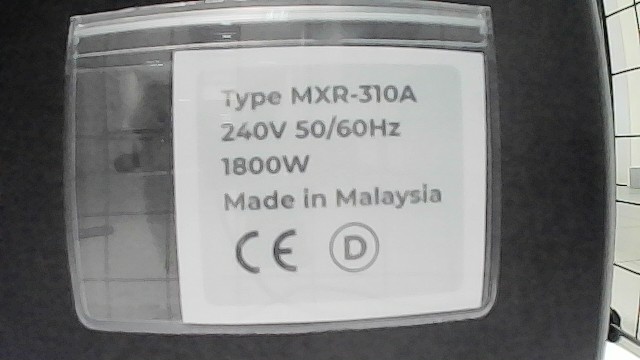 Type MXR-310A
240V 50/60Hz
1800W
Made in Malaysia
CE D